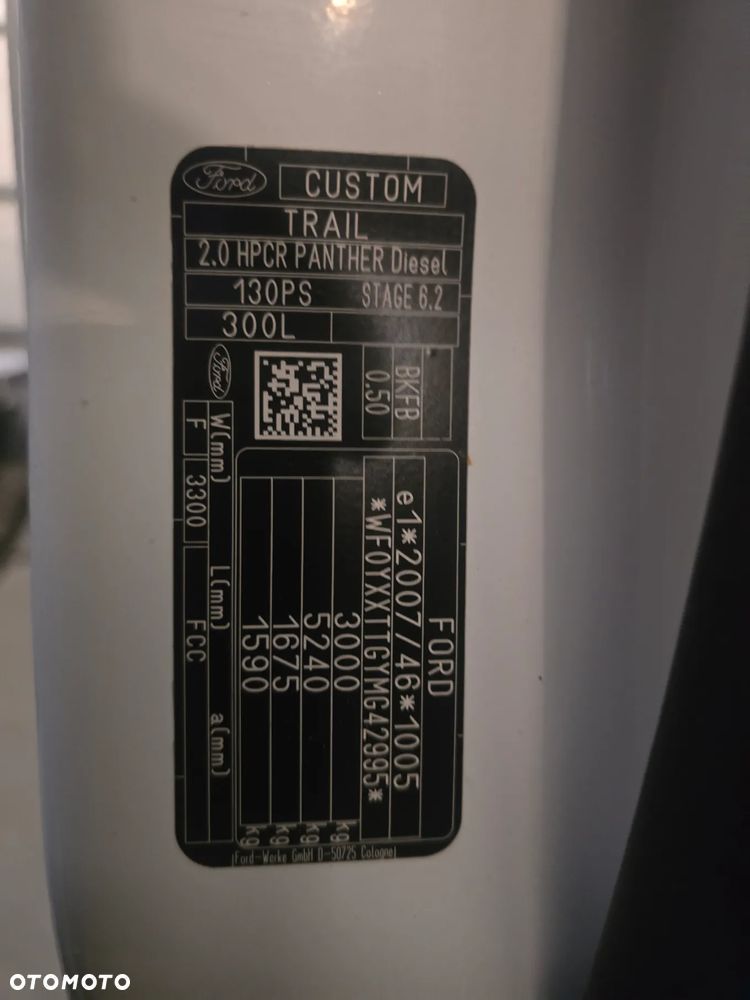 Ford CUSTOM
TRAIL
2.0 HPCR PANTHER Diesel
130PS STAGE 6.2
300L
Ford
BKFB
0.50
FORD
e1*2007/46*1005
*WF0YXXTTGYMG42995*
3000 kg
5240 kg
1675 kg
1590 kg
W(mm) L(mm) a(mm)
F 3300 FCC
Ford-Werke GmbH D-50725 Cologne
OTOMOTO